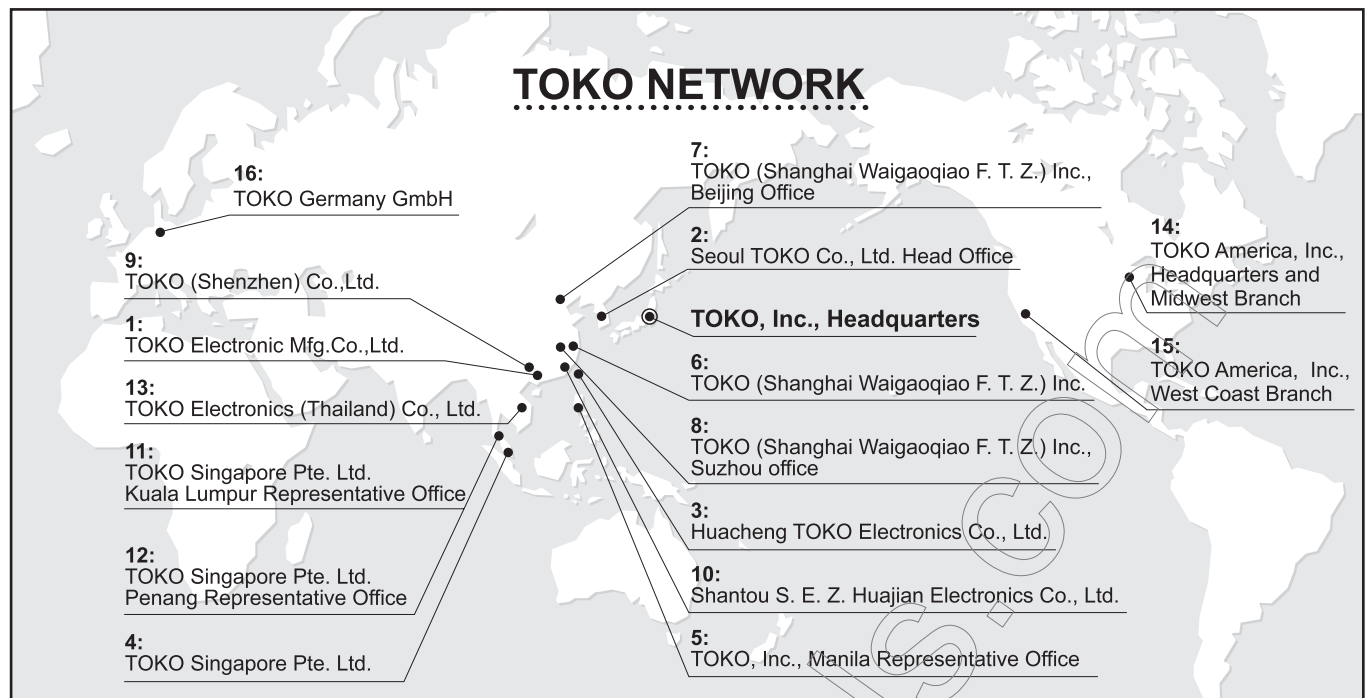 TOKO NETWORK
16:
TOKO Germany GmbH
9:
TOKO (Shenzhen) Co.,Ltd.
1:
TOKO Electronic Mfg.Co.,Ltd.
13:
TOKO Electronics (Thailand) Co., Ltd.
11:
TOKO Singapore Pte. Ltd.
Kuala Lumpur Representative Office
12:
TOKO Singapore Pte. Ltd.
Penang Representative Office
4:
TOKO Singapore Pte. Ltd.
7:
TOKO (Shanghai Waigaoqiao F. T. Z.) Inc.,
Beijing Office
2:
Seoul TOKO Co., Ltd. Head Office
TOKO, Inc., Headquarters
6:
TOKO (Shanghai Waigaoqiao F. T. Z.) Inc.
8:
TOKO (Shanghai Waigaoqiao F. T. Z.) Inc.,
Suzhou office
3:
Huacheng TOKO Electronics Co., Ltd.
10:
Shantou S. E. Z. Huajian Electronics Co., Ltd.
5:
TOKO, Inc., Manila Representative Office
14:
TOKO America, Inc.,
Headquarters and
Midwest Branch
15:
TOKO America, Inc.,
West Coast Branch
ls.com